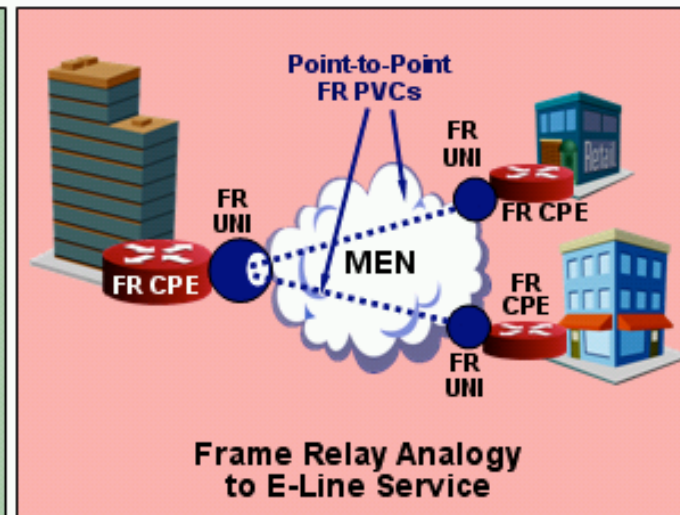 Point-to-Point
FR PVCs
FR
UNI
Retail
FR
UNI
FR CPE
MEN
FR CPE
FR
CPE
FR
UNI
Frame Relay Analogy
to E-Line Service